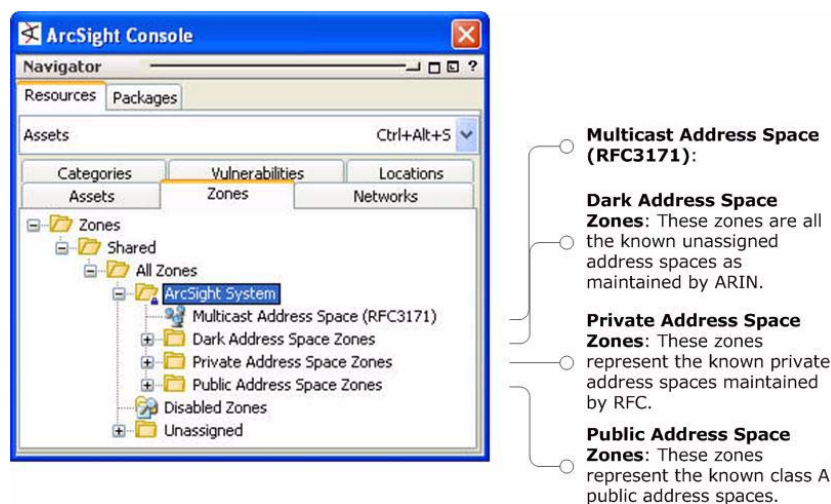 ArcSight Console
Navigator
?
Resources Packages
Assets Ctrl+Alt+S
Categories Vulnerabilities Locations
Assets Zones Networks
Zones
Shared
All Zones
ArcSight System
Multicast Address Space (RFC3171)
Dark Address Space Zones
Private Address Space Zones
Public Address Space Zones
Disabled Zones
Unassigned
Multicast Address Space
(RFC3171):
Dark Address Space
Zones: These zones are all
the known unassigned
address spaces as
maintained by ARIN.
Private Address Space
Zones: These zones
represent the known private
address spaces maintained
by RFC.
Public Address Space
Zones: These zones
represent the known class A
public address spaces.